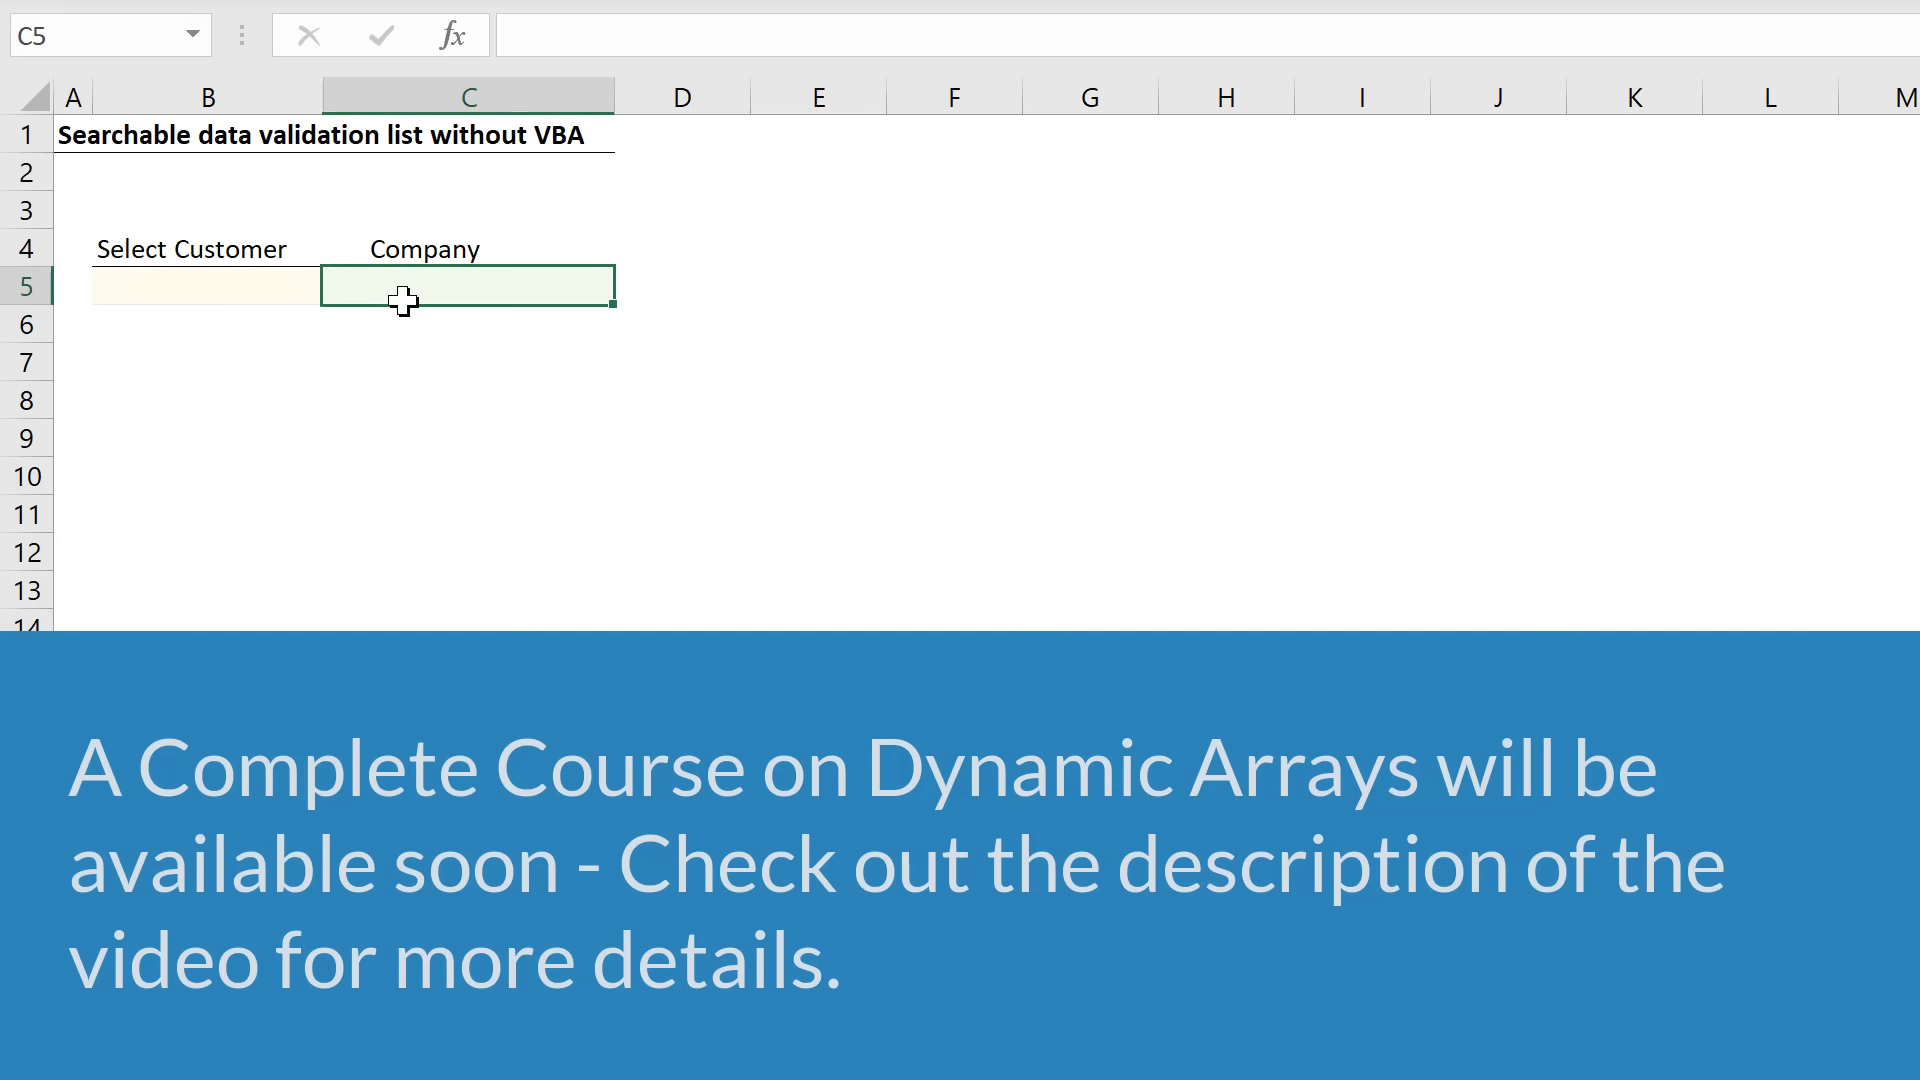 C5
fx
A B C D E F G H I J K L M
1 Searchable data validation list without VBA
2
3
4 Select Customer Company
5
6
7
8
9
10
11
12
13
14
A Complete Course on Dynamic Arrays will be
available soon - Check out the description of the
video for more details.